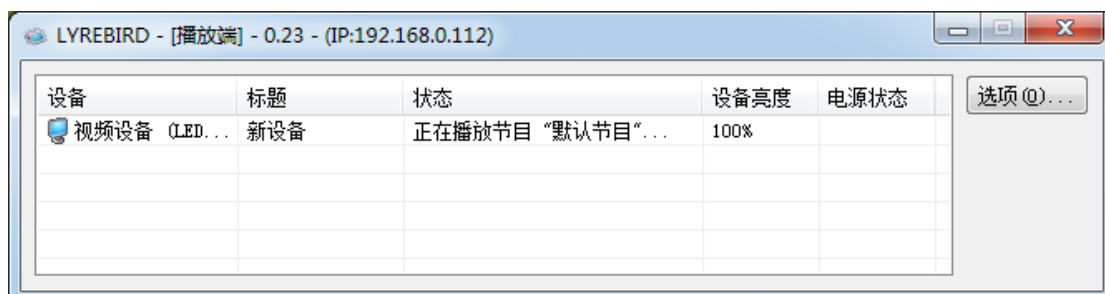 LYREBIRD - [播放端] - 0.23 - (IP:192.168.0.112)
设备 标题 状态 设备亮度 电源状态 选项(O)...
视频设备 (LED... 新设备 正在播放节目 “默认节目“... 100%